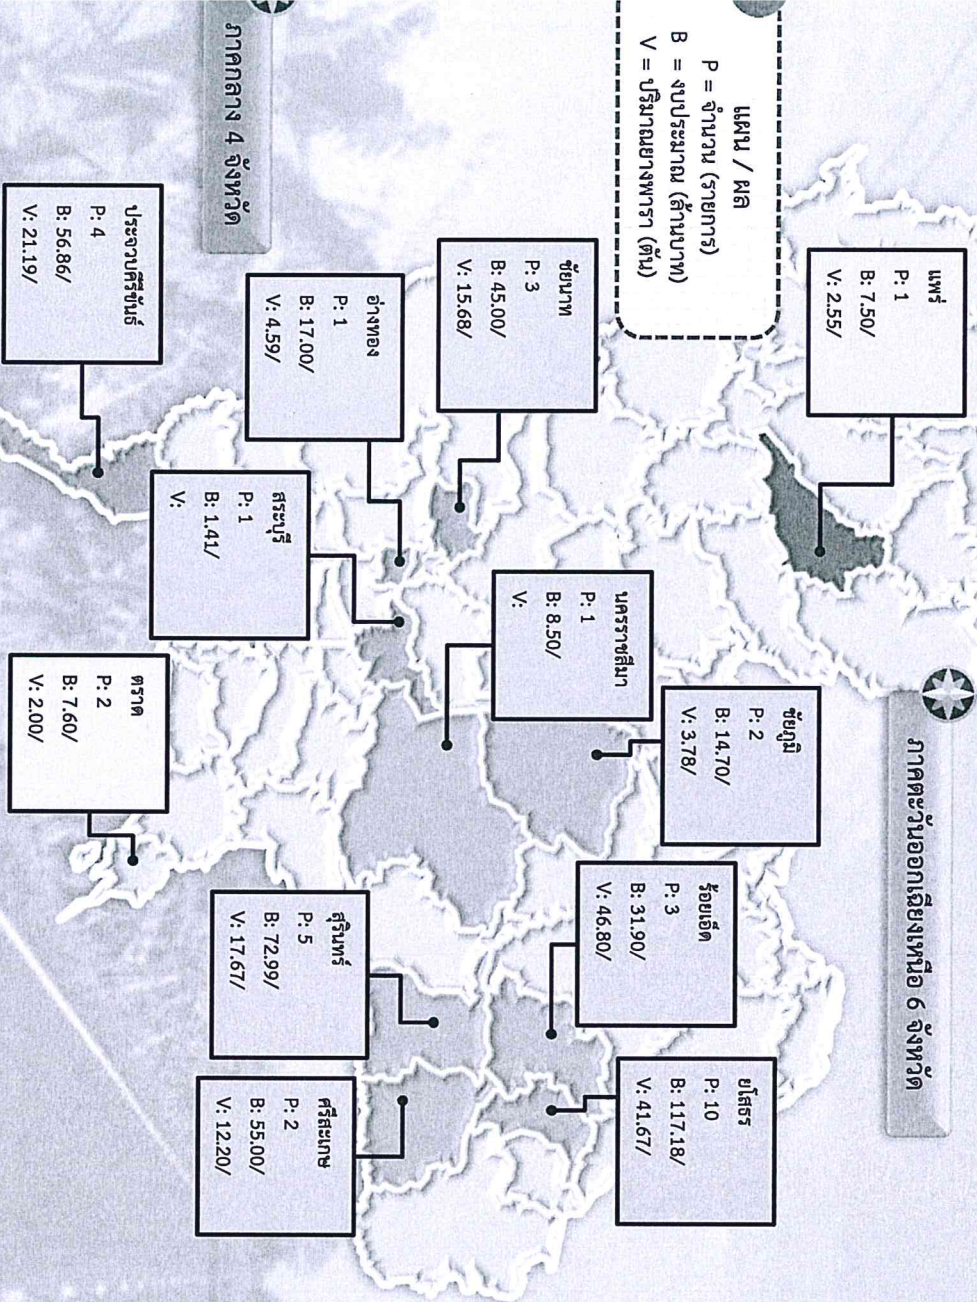 ภาคตะวันออกเฉียงเหนือ 6 จังหวัด
แพร่
P: 1
B: 7.50/
V: 2.55/
แผน / ผล
P = จำนวน (รายการ)
B = งบประมาณ (ล้านบาท)
V = ปริมาณยางพารา (ตัน)
ชัยภูมิ
P: 2
B: 14.70/
V: 3.78/
ยโสธร
P: 10
B: 117.18/
V: 41.67/
ร้อยเอ็ด
P: 3
B: 31.90/
V: 46.80/
นครราชสีมา
P: 1
B: 8.50/
V:
ชัยนาท
P: 3
B: 45.00/
V: 15.68/
อ่างทอง
P: 1
B: 17.00/
V: 4.59/
สุรินทร์
P: 5
B: 72.99/
V: 17.67/
ศรีสะเกษ
P: 2
B: 55.00/
V: 12.20/
สระบุรี
P: 1
B: 1.41/
V:
ภาคกลาง 4 จังหวัด
ประจวบคีรีขันธ์
P: 4
B: 56.86/
V: 21.19/
ตราด
P: 2
B: 7.60/
V: 2.00/